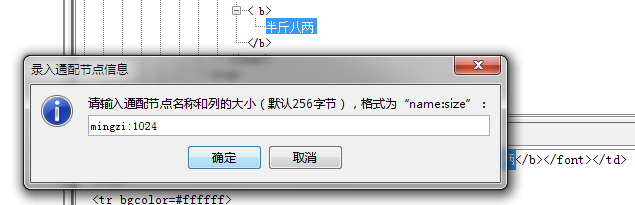 < b>
半斤八两
</b>
录入通配节点信息
请输入通配节点名称和列的大小（默认256字节），格式为“name:size”：
mingzi:1024
确定
取消
</b></font></td>
<tr bgcolor=#ffffff>